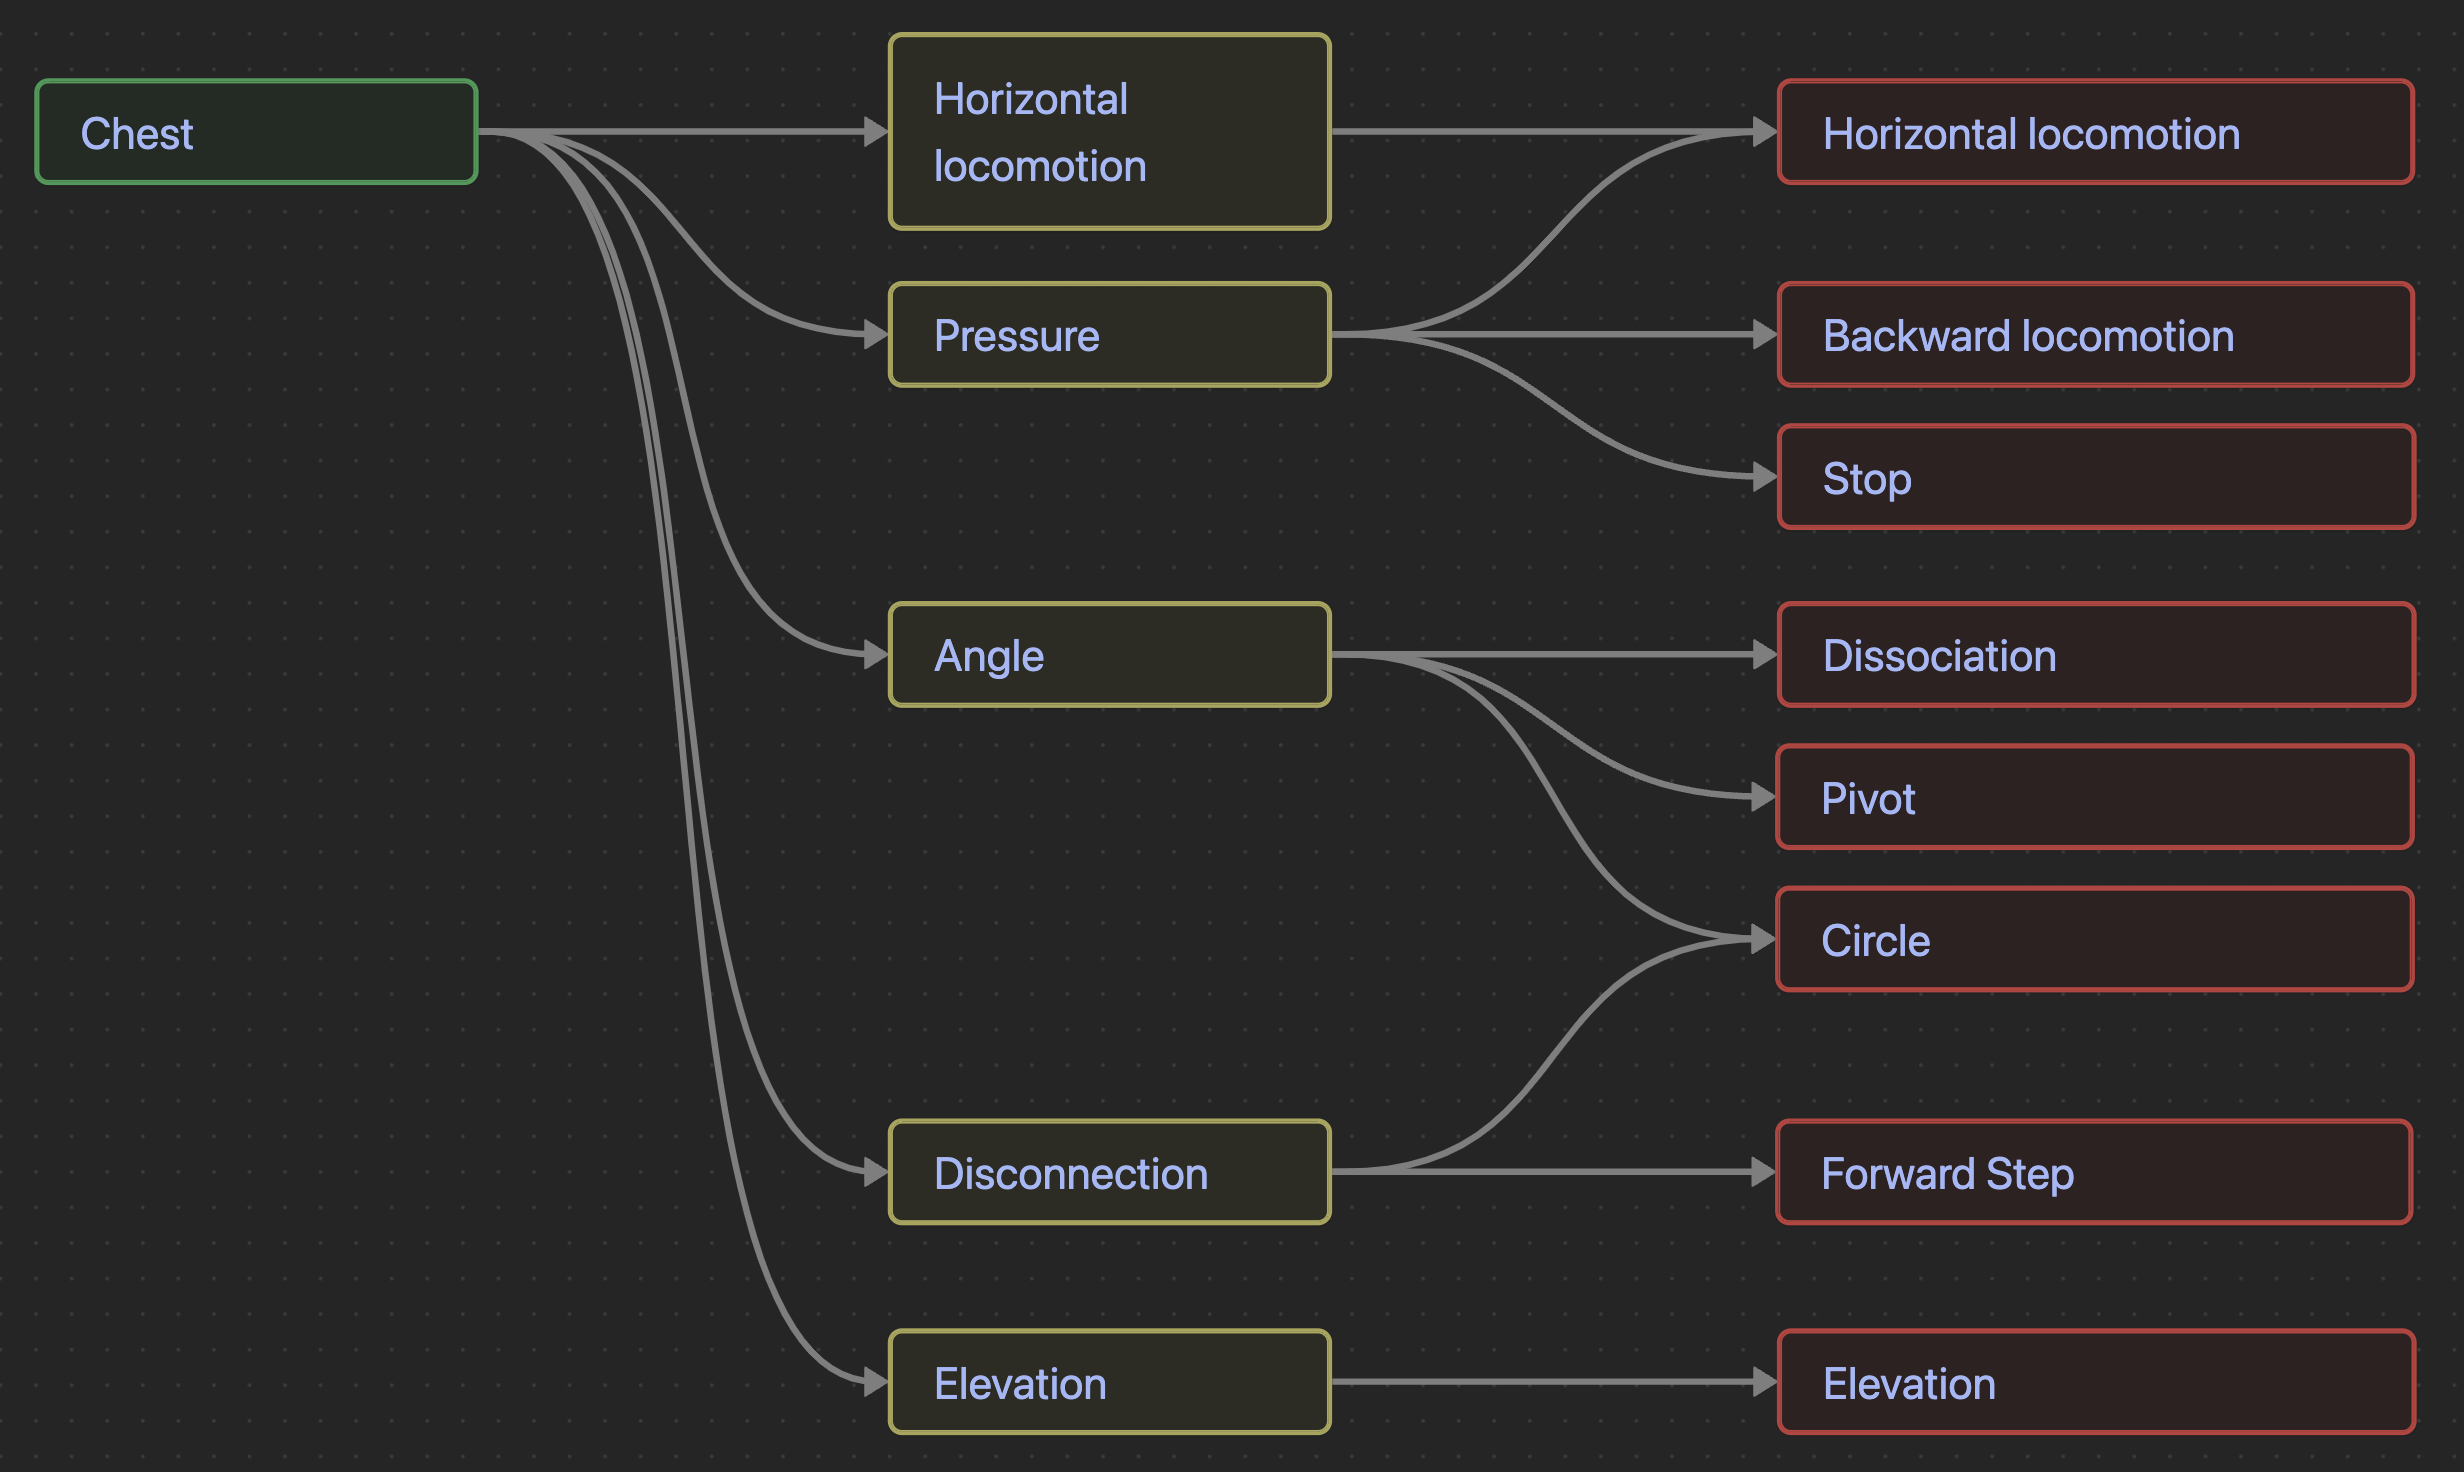 Chest
Horizontal
locomotion
Horizontal locomotion
Pressure
Backward locomotion
Stop
Angle
Dissociation
Pivot
Circle
Disconnection
Forward Step
Elevation
Elevation